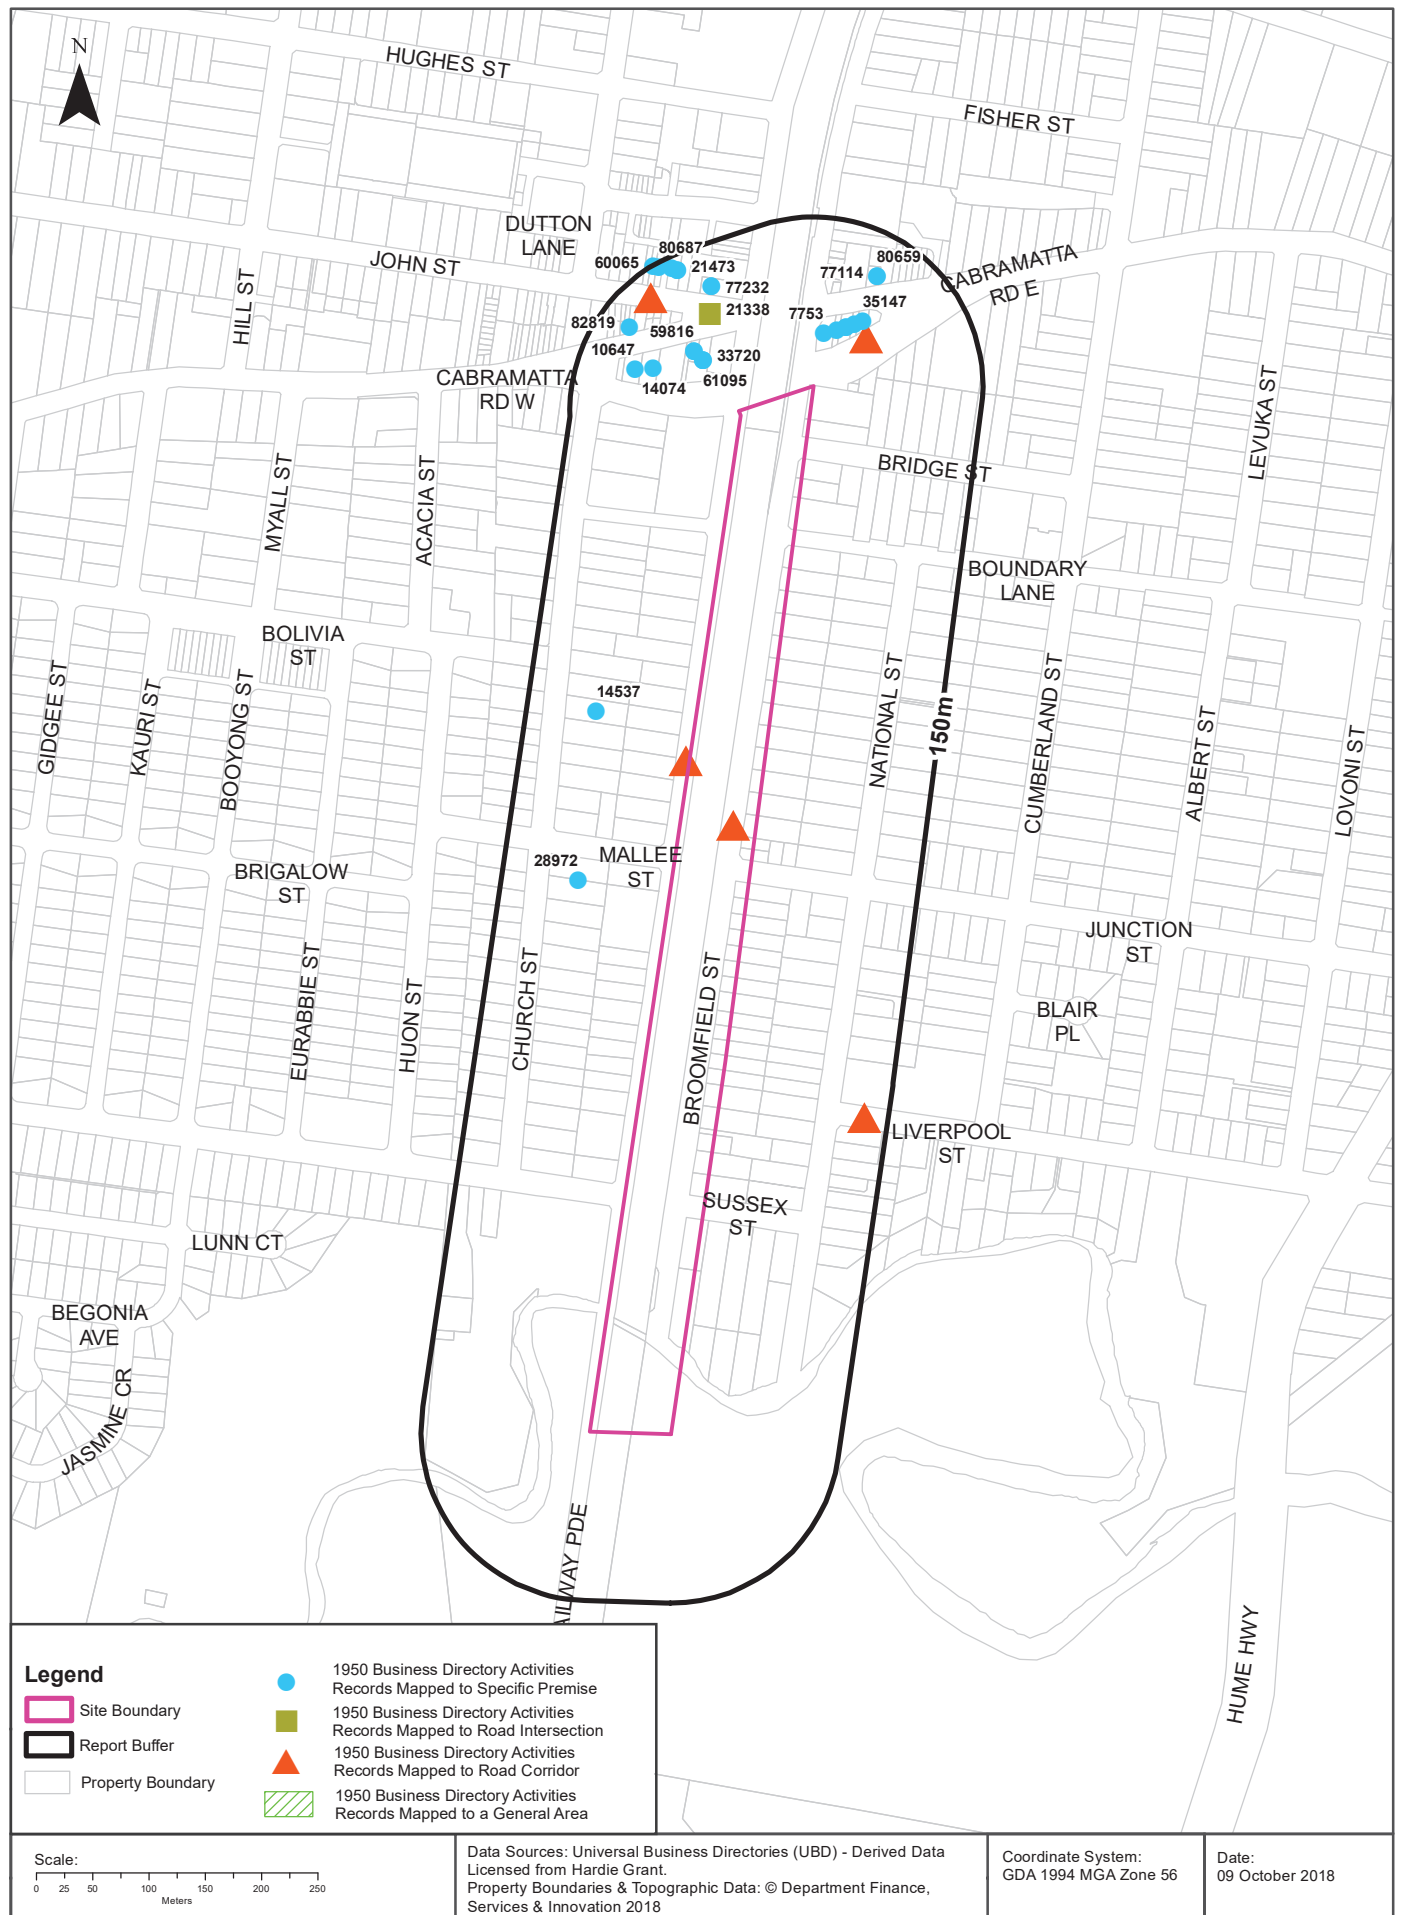 N
HUGHES ST
FISHER ST
DUTTON
LANE
JOHN ST
HILL ST
80687
60065
21473
77232
21338
82819
59816
10647
33720
61095
14074
80659
77114
35147
7753
CABRAMATTA
RD E
CABRAMATTA
RD W
BRIDGE ST
LEVUKA ST
MYALL ST
ACACIA ST
BOUNDARY
LANE
BOLIVIA
ST
GIDGEE ST
KAURI ST
BOOYONG ST
14537
NATIONAL ST
150m
CUMBERLAND ST
ALBERT ST
LOVONI ST
28972
MALLEE
ST
BRIGALOW
ST
EURABBIE ST
HUON ST
CHURCH ST
BROOMFIELD ST
JUNCTION
ST
BLAIR
PL
LIVERPOOL
ST
SUSSEX
ST
LUNN CT
BEGONIA
AVE
JASMINE CR
AILWAY PDE
HUME HWY
Legend
Site Boundary
Report Buffer
Property Boundary
1950 Business Directory Activities
Records Mapped to Specific Premise
1950 Business Directory Activities
Records Mapped to Road Intersection
1950 Business Directory Activities
Records Mapped to Road Corridor
1950 Business Directory Activities
Records Mapped to a General Area
Scale:
0 25 50 100 150 200 250
Meters
Data Sources: Universal Business Directories (UBD) - Derived Data
Licensed from Hardie Grant.
Property Boundaries & Topographic Data: © Department Finance,
Services & Innovation 2018
Coordinate System:
GDA 1994 MGA Zone 56
Date:
09 October 2018